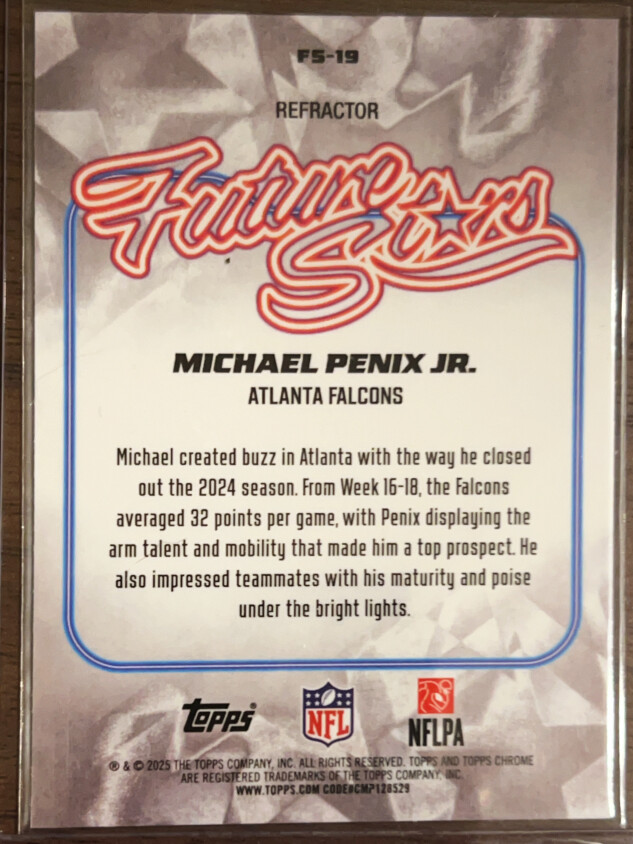 FS-19
REFRACTOR
Future
Stars
MICHAEL PENIX JR.
ATLANTA FALCONS
Michael created buzz in Atlanta with the way he closed
out the 2024 season. From Week 16-18, the Falcons
averaged 32 points per game, with Penix displaying the
arm talent and mobility that made him a top prospect. He
also impressed teammates with his maturity and poise
under the bright lights.
topps®
NFL
NFLPA
® & © 2025 THE TOPPS COMPANY, INC. ALL RIGHTS RESERVED. TOPPS AND TOPPS CHROME
ARE REGISTERED TRADEMARKS OF THE TOPPS COMPANY, INC.
WWW.TOPPS.COM CODE#CMP128529